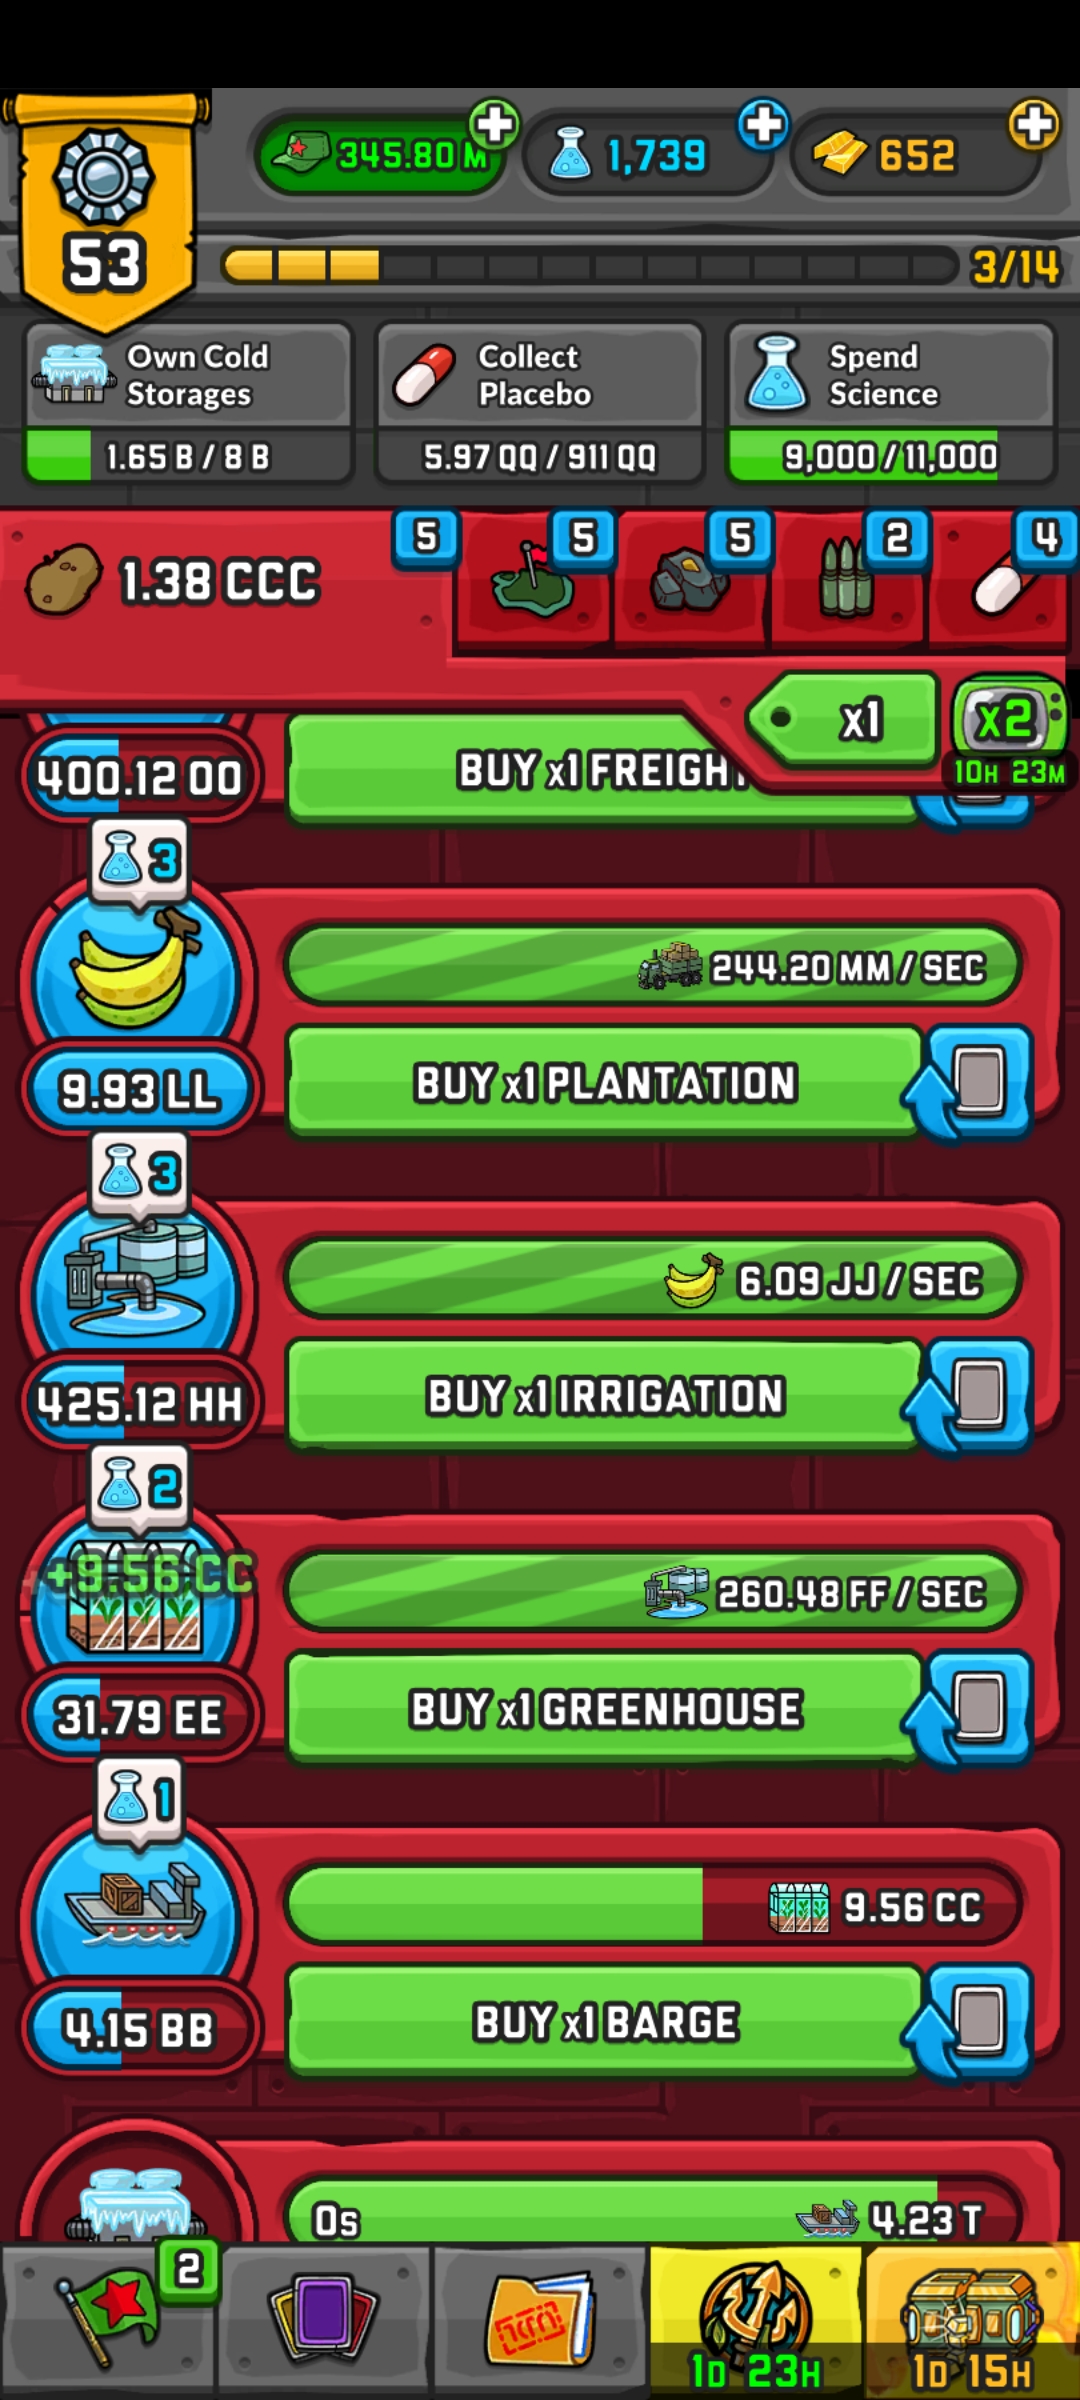 345.80 M
1,739
652
53
3/14
Own Cold
Storages
1.65 B / 8 B
Collect
Placebo
5.97 QQ / 911 QQ
Spend
Science
9,000 / 11,000
1.38 CCC
5
5
5
2
4
x1
x2
10H 23M
400.12 OO
BUY x1 FREIGHT
3
244.20 MM / SEC
9.93 LL
BUY x1 PLANTATION
3
6.09 JJ / SEC
425.12 HH
BUY x1 IRRIGATION
2
+9.56 CC
260.48 FF / SEC
31.79 EE
BUY x1 GREENHOUSE
1
9.56 CC
4.15 BB
BUY x1 BARGE
0s
4.23 T
2
1D 23H
1D 15H